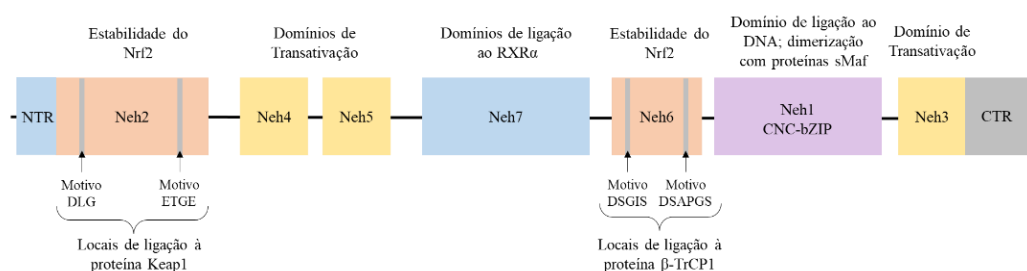 Estabilidade do
Nrf2
Domínios de
Transativação
Domínios de ligação
ao RXRα
Estabilidade do
Nrf2
Domínio de ligação ao
DNA; dimerização
com proteínas sMaf
Domínio de
Transativação
NTR
Neh2
Neh4
Neh5
Neh7
Neh6
Neh1
CNC-bZIP
Neh3
CTR
Motivo
DLG
Motivo
ETGE
Motivo
DSGIS
Motivo
DSAPGS
Locais de ligação à
proteína Keap1
Locais de ligação à
proteína β-TrCP1